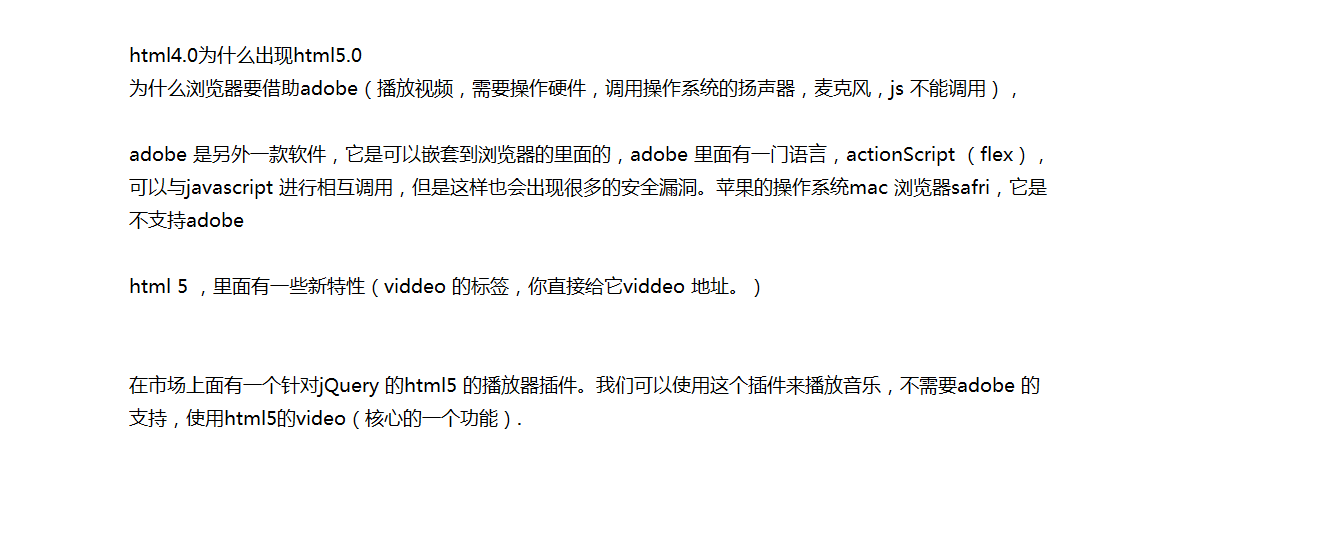 html4.0为什么出现html5.0
为什么浏览器要借助adobe（播放视频，需要操作硬件，调用操作系统的扬声器，麦克风，js 不能调用），
adobe 是另外一款软件，它是可以嵌套到浏览器的里面的，adobe 里面有一门语言，actionScript （flex），
可以与javascript 进行相互调用，但是这样也会出现很多的安全漏洞。苹果的操作系统mac 浏览器safri，它是
不支持adobe
html 5 ，里面有一些新特性（viddeo 的标签，你直接给它viddeo 地址。）
在市场上面有一个针对jQuery 的html5 的播放器插件。我们可以使用这个插件来播放音乐，不需要adobe 的
支持，使用html5的video（核心的一个功能）.